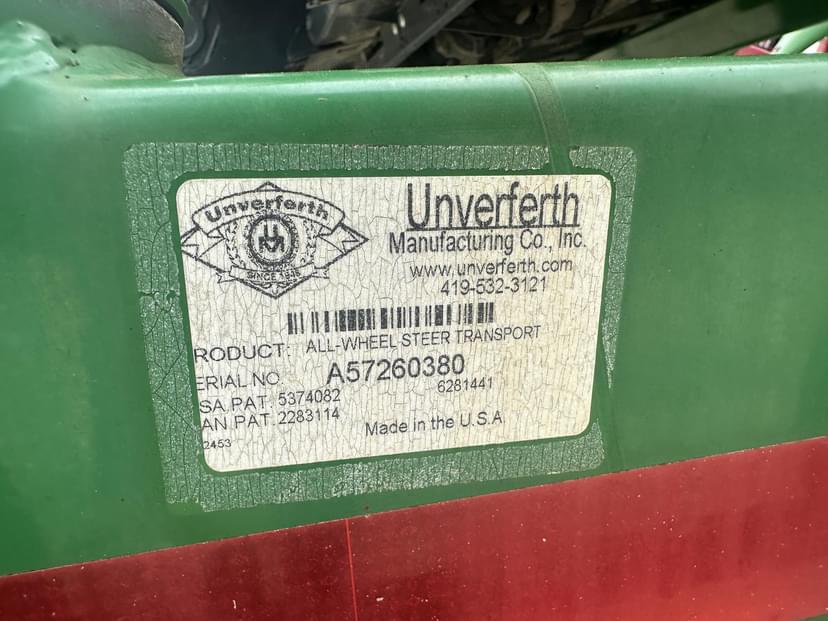 Unverferth
UM
SINCE 1948
Unverferth
Manufacturing Co., Inc.
www.unverferth.com
419-532-3121
RODUCT: ALL-WHEEL STEER TRANSPORT
ERIAL NO. A57260380
SA PAT. 5374082 6281441
AN PAT. 2283114
Made in the U.S.A.
2453